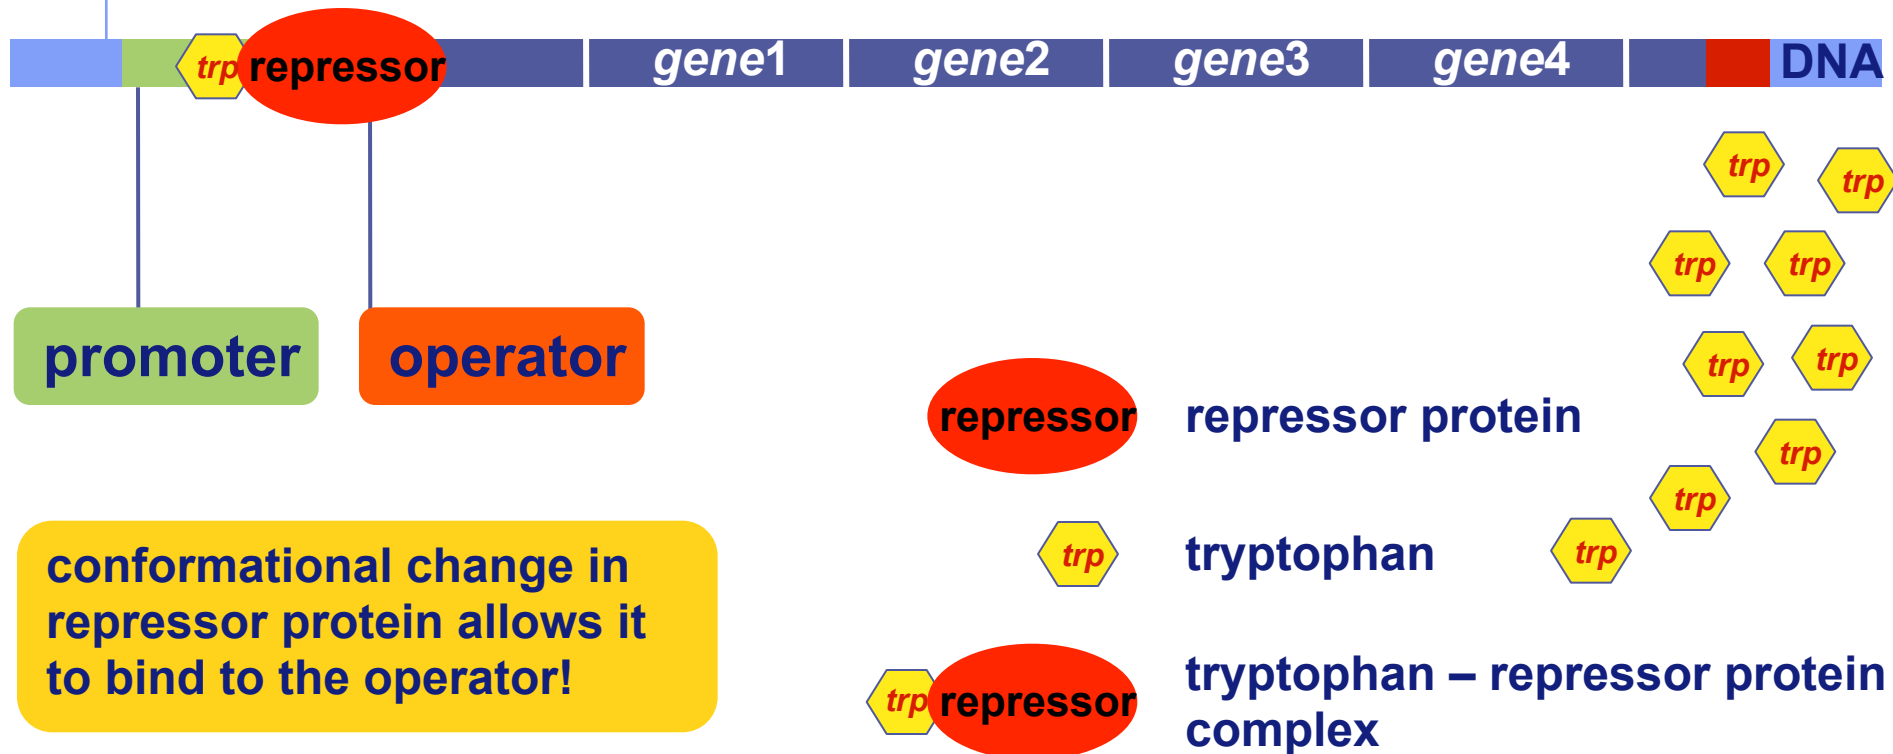 trp repressor gene1 gene2 gene3 gene4 DNA
trp trp
trp trp
promoter operator
trp trp
repressor repressor protein
trp
trp
conformational change in
repressor protein allows it
to bind to the operator!
trp tryptophan trp
trp repressor tryptophan – repressor protein
complex